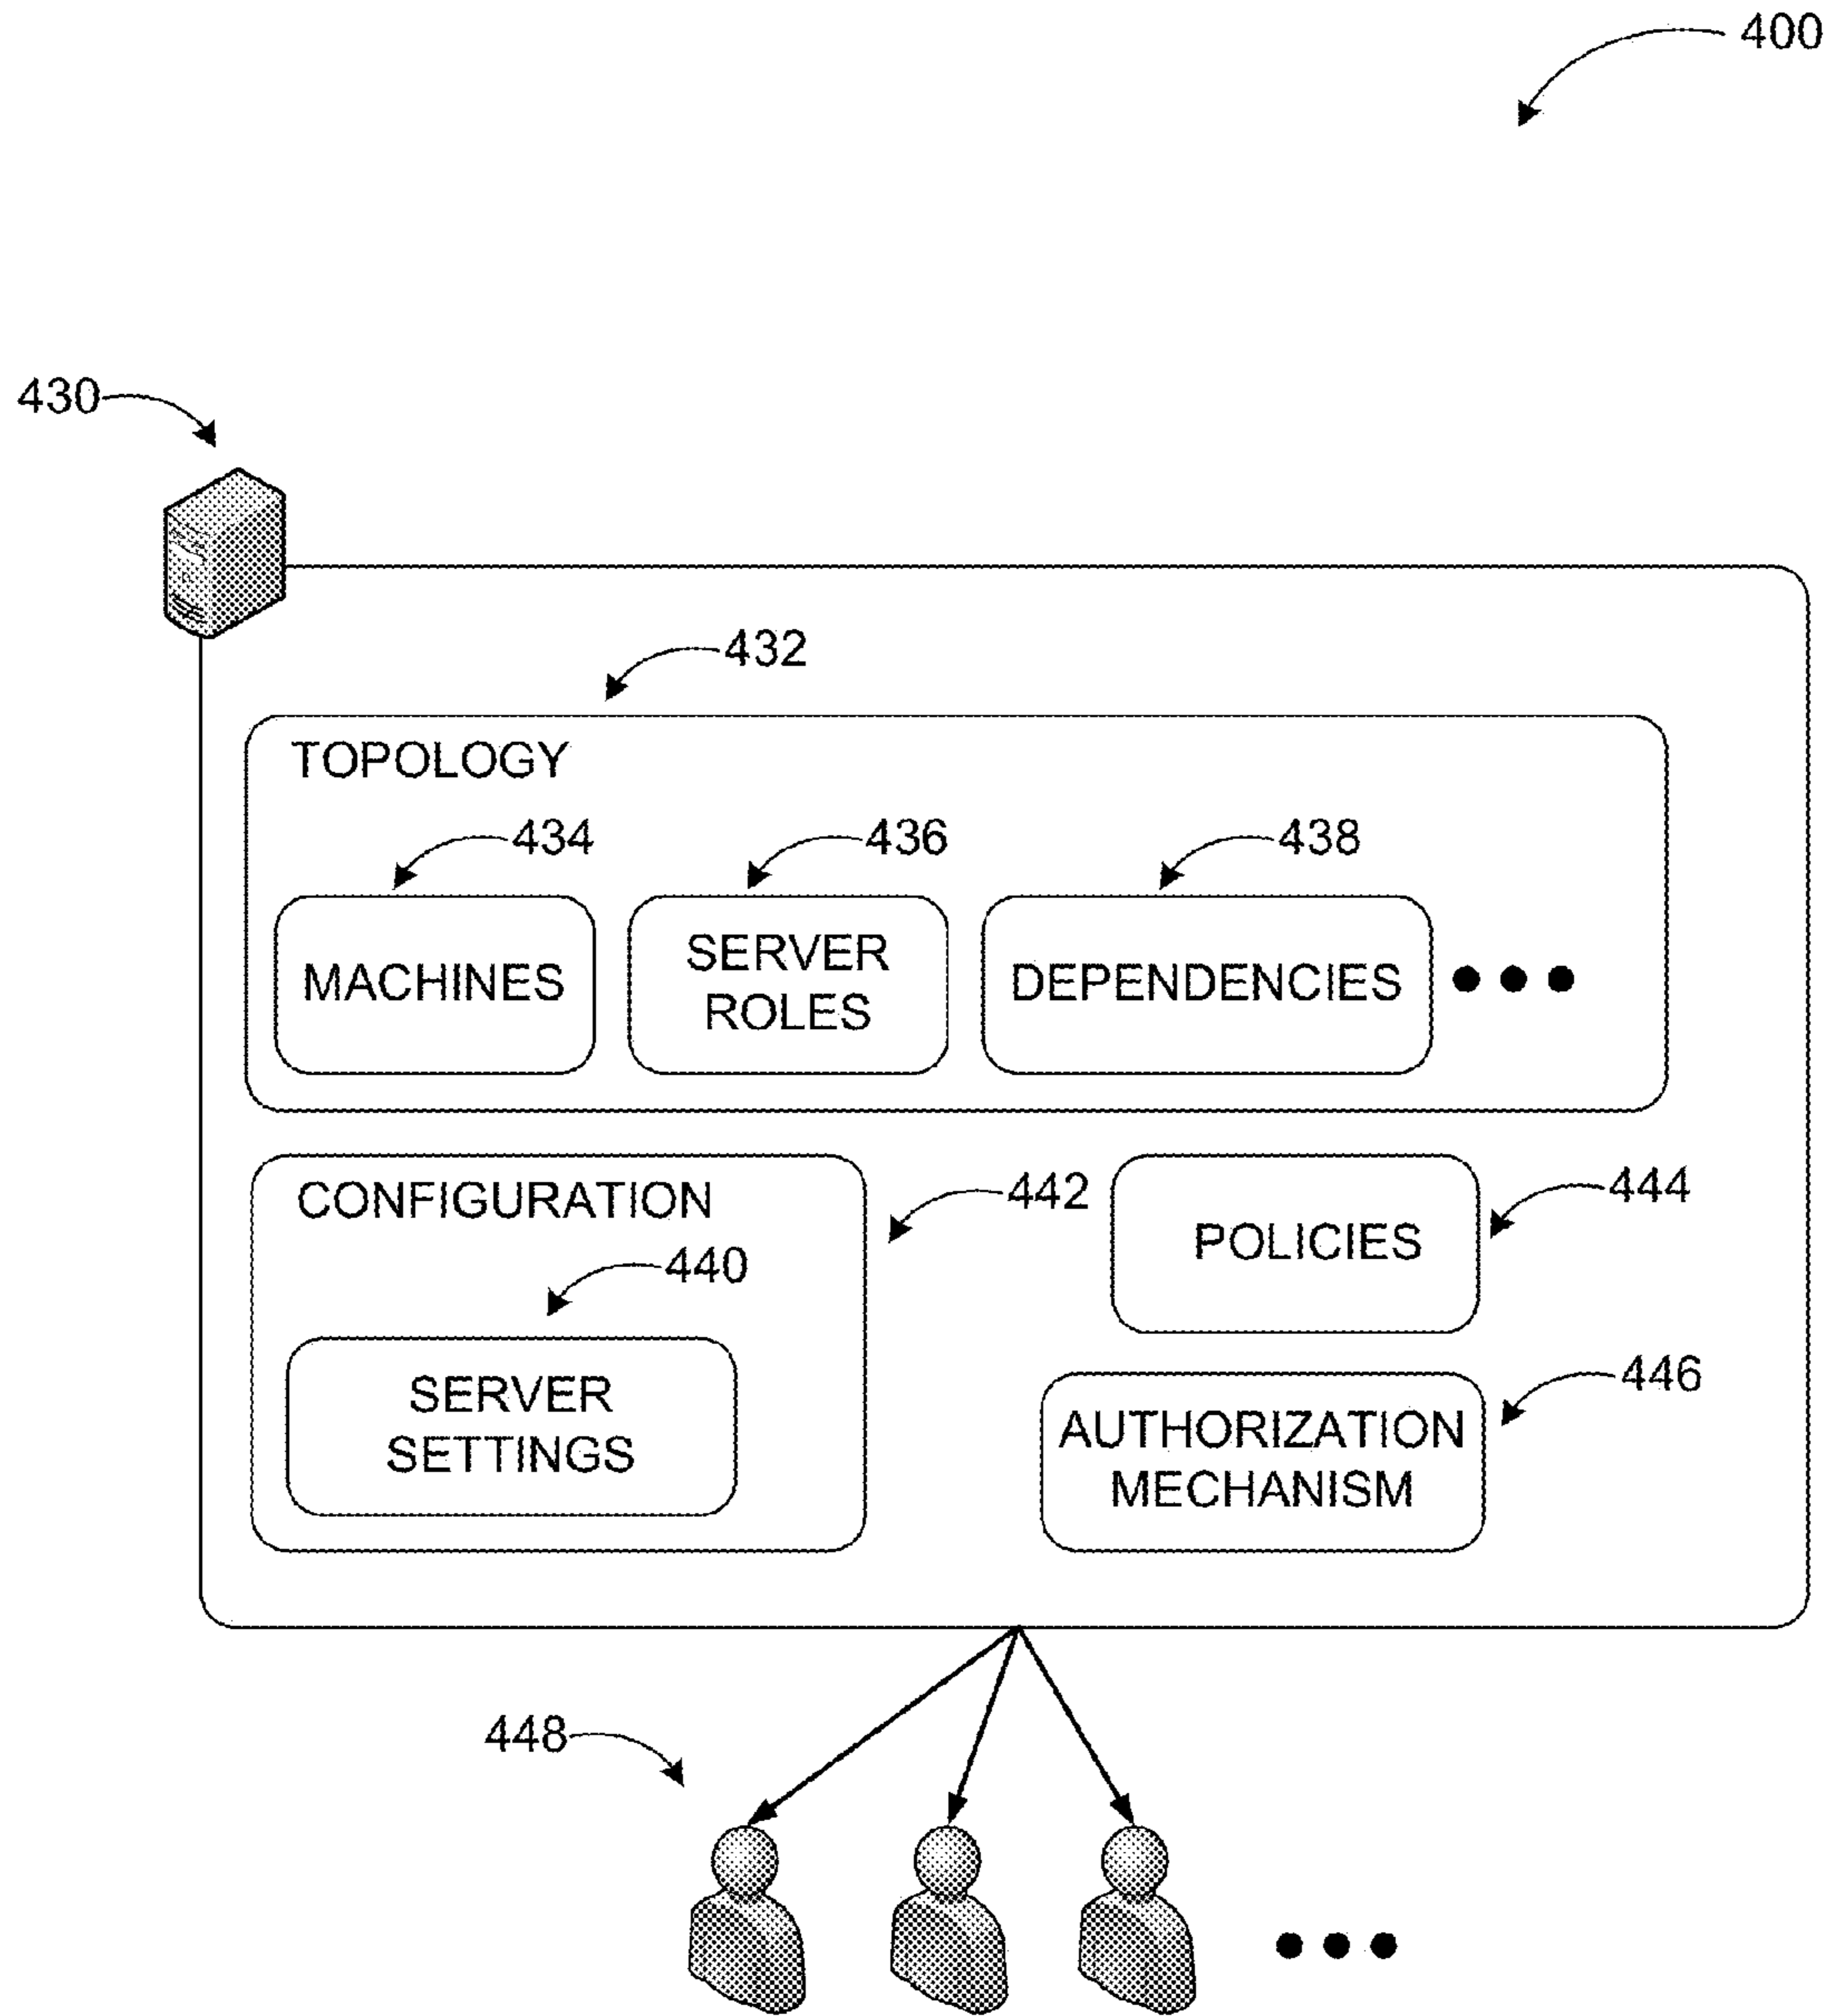 400
430
432
TOPOLOGY
434
436
438
MACHINES
SERVER
ROLES
DEPENDENCIES
CONFIGURATION
442
444
POLICIES
440
SERVER
SETTINGS
446
AUTHORIZATION
MECHANISM
448